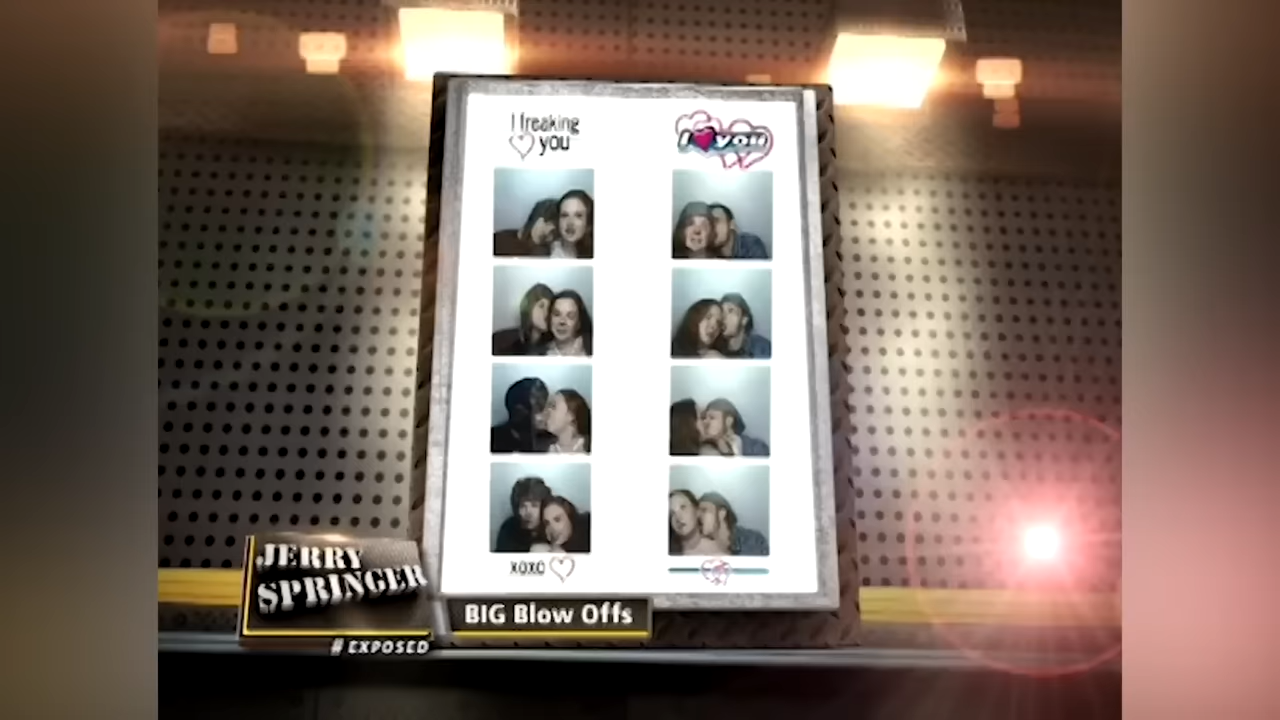 I freaking
♡ you
I ♥ you
xoxo ♡
JERRY
SPRINGER
BIG Blow Offs
#EXPOSED